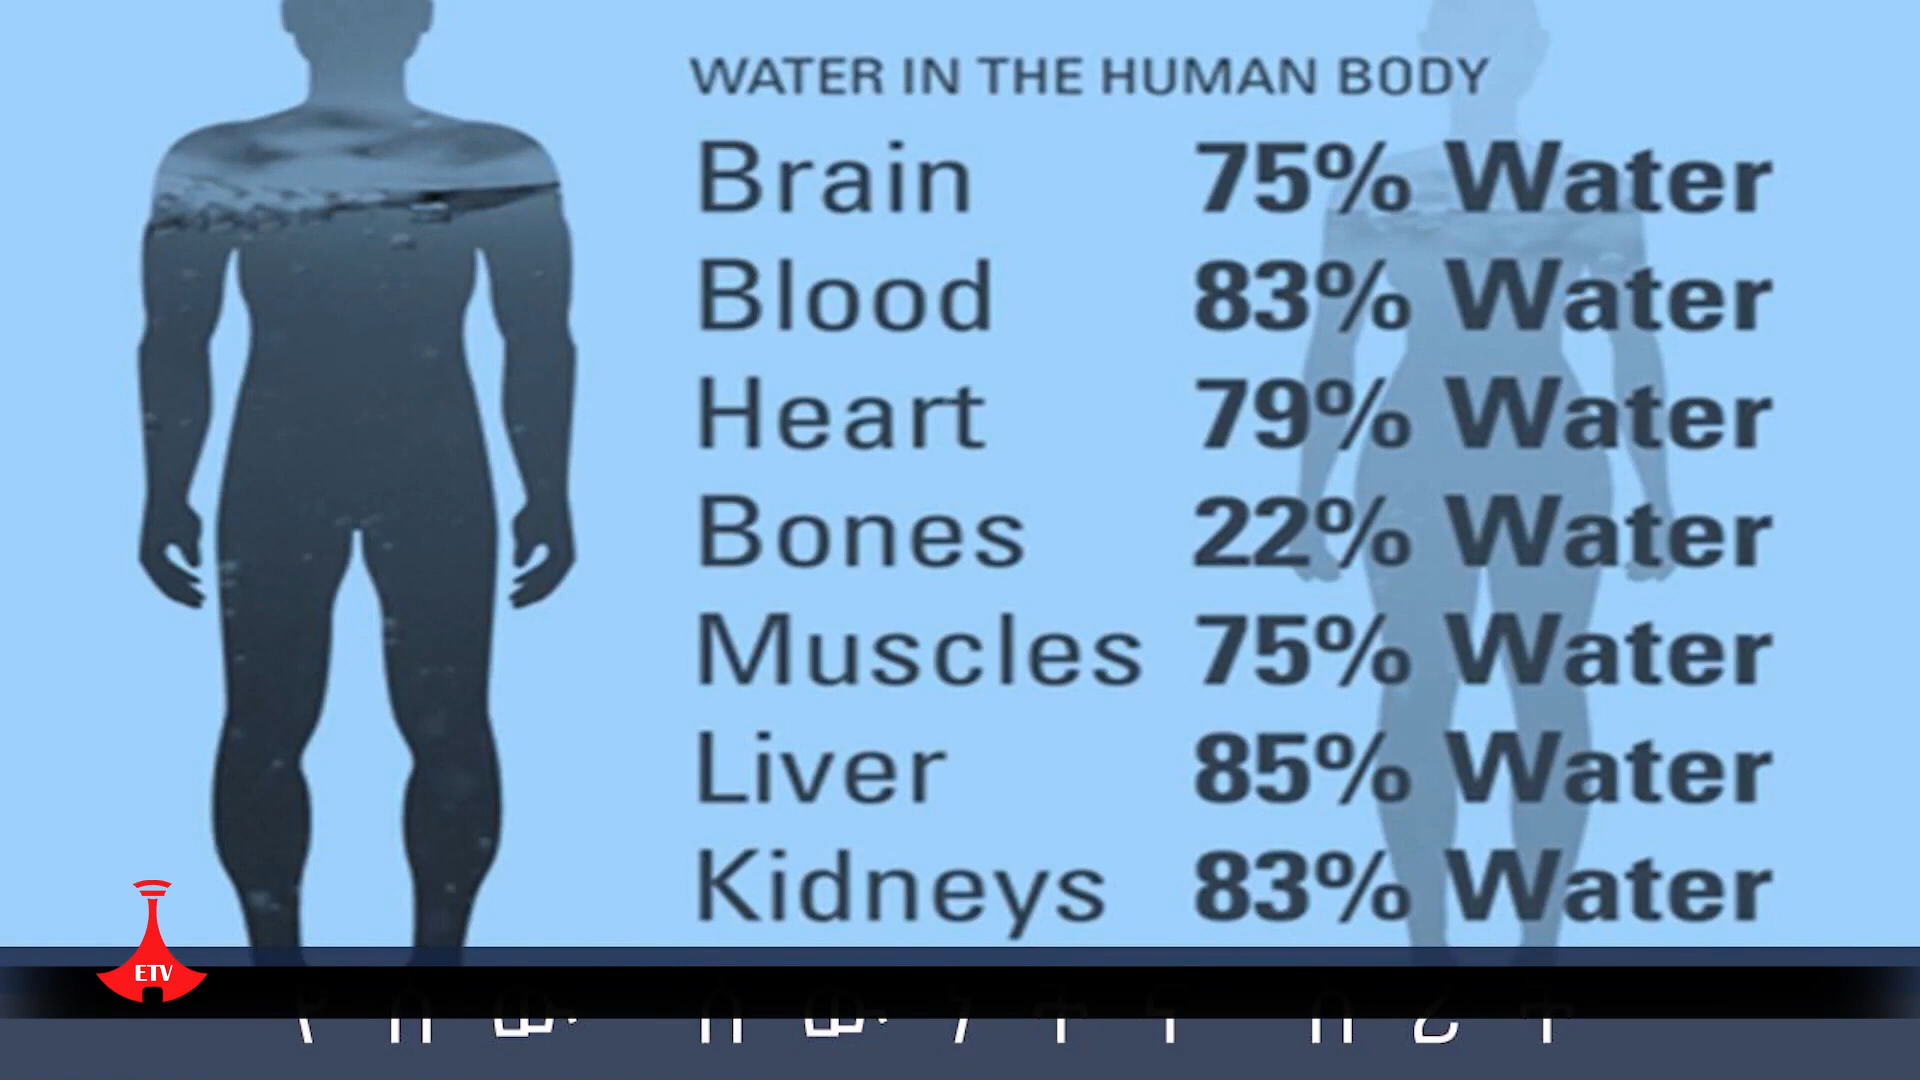 WATER IN THE HUMAN BODY
Brain 75% Water
Blood 83% Water
Heart 79% Water
Bones 22% Water
Muscles 75% Water
Liver 85% Water
Kidneys 83% Water
ETV